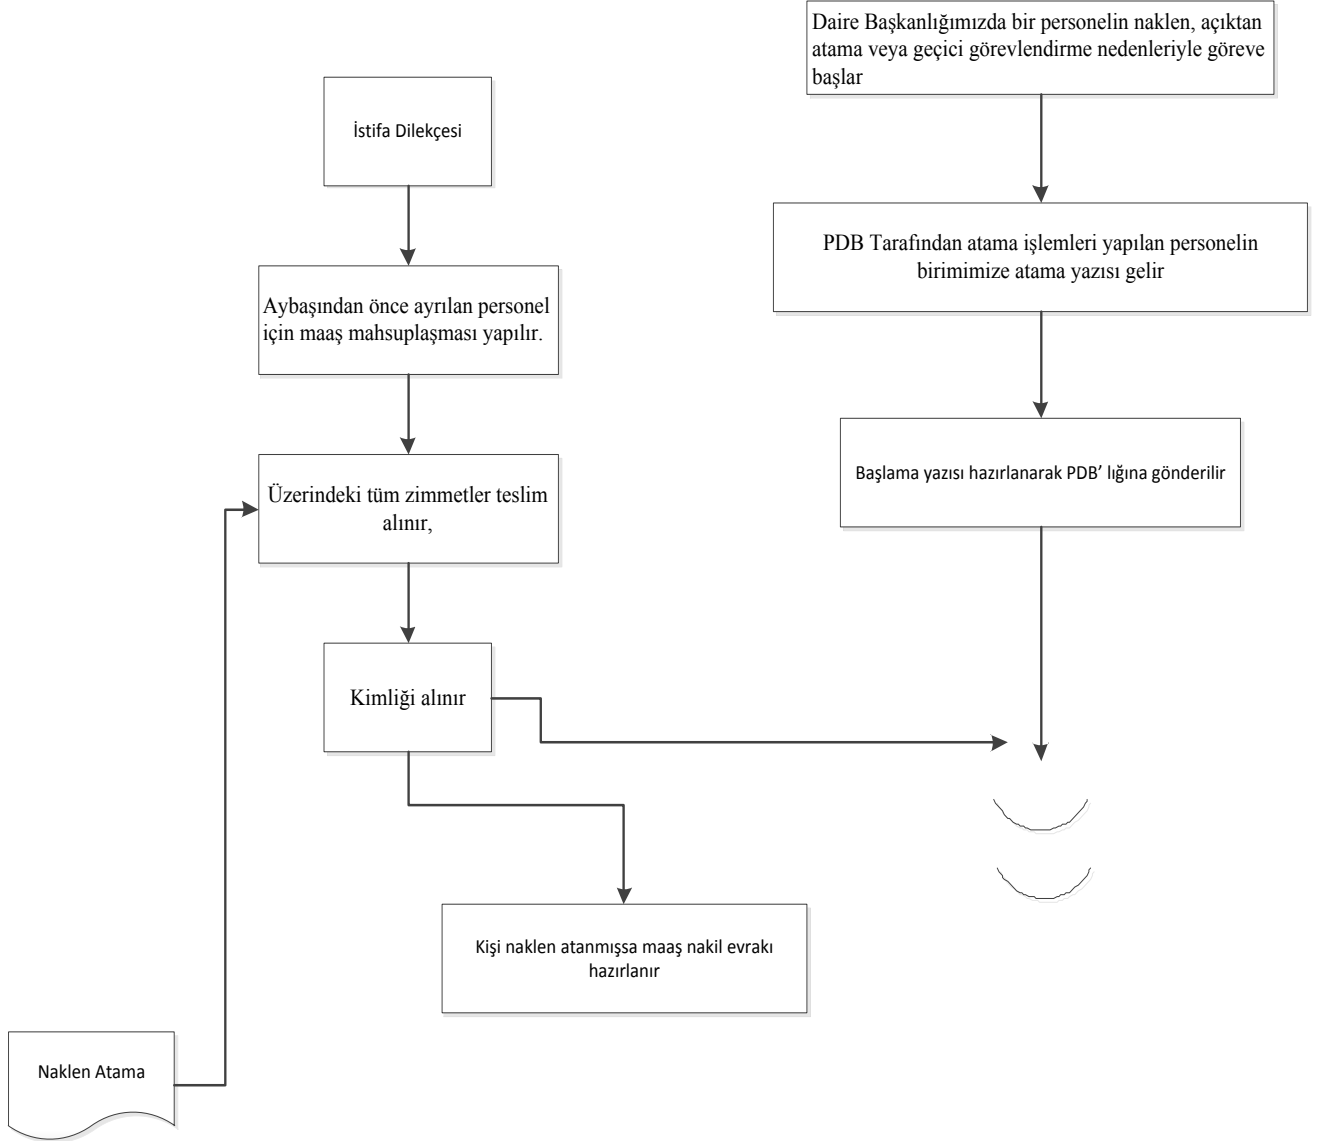 Daire Başkanlığımızda bir personelin naklen, açıktan
atama veya geçici görevlendirme nedenleriyle göreve
başlar
İstifa Dilekçesi
PDB Tarafından atama işlemleri yapılan personelin
birimimize atama yazısı gelir
Aybaşından önce ayrılan personel
için maaş mahsuplaşması yapılır.
Başlama yazısı hazırlanarak PDB’ lığına gönderilir
Üzerindeki tüm zimmetler teslim
alınır,
Kimliği alınır
Kişi naklen atanmışsa maaş nakil evrakı
hazırlanır
Naklen Atama